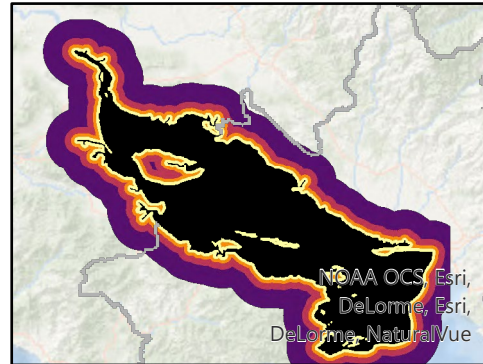 NOAA OCS, Esri,
DeLorme, Esri,
DeLorme, NaturalVue